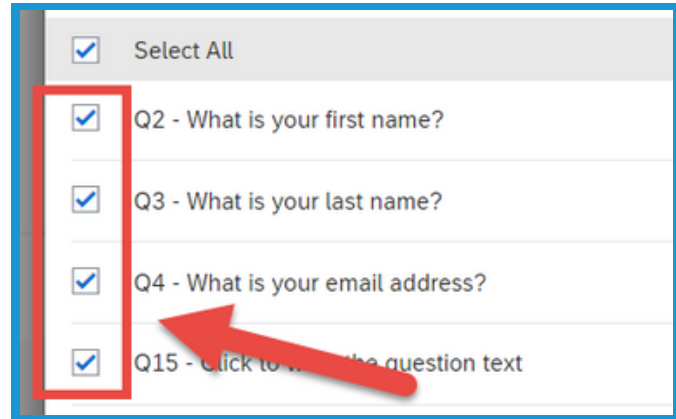 Select All
Q2 - What is your first name?
Q3 - What is your last name?
Q4 - What is your email address?
Q15 - Click to the question text